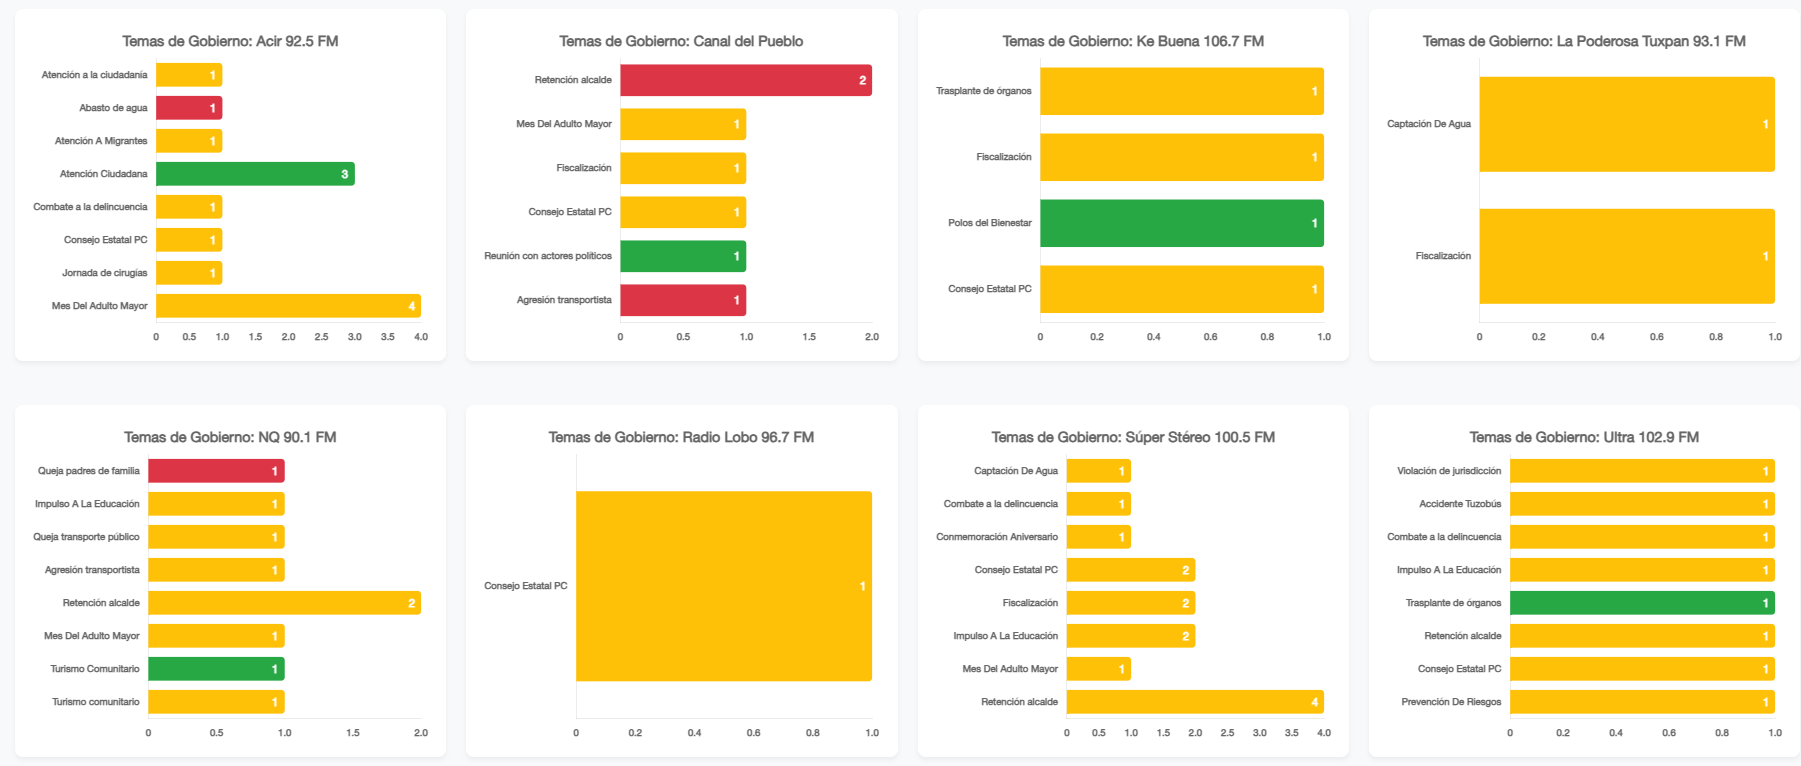 Temas de Gobierno: Acir 92.5 FM
Atención a la ciudadanía 1
Abasto de agua 1
Atención A Migrantes 1
Atención Ciudadana 3
Combate a la delincuencia 1
Consejo Estatal PC 1
Jornada de cirugías 1
Mes Del Adulto Mayor 4
0 0.5 1.0 1.5 2.0 2.5 3.0 3.5 4.0
Temas de Gobierno: Canal del Pueblo
Retención alcalde 2
Mes Del Adulto Mayor 1
Fiscalización 1
Consejo Estatal PC 1
Reunión con actores políticos 1
Agresión transportista 1
0 0.5 1.0 1.5 2.0
Temas de Gobierno: Ke Buena 106.7 FM
Trasplante de órganos 1
Fiscalización 1
Polos del Bienestar 1
Consejo Estatal PC 1
0 0.2 0.4 0.6 0.8 1.0
Temas de Gobierno: La Poderosa Tuxpan 93.1 FM
Captación De Agua 1
Fiscalización 1
0 0.2 0.4 0.6 0.8 1.0
Temas de Gobierno: NQ 90.1 FM
Queja padres de familia 1
Impulso A La Educación 1
Queja transporte público 1
Agresión transportista 1
Retención alcalde 2
Mes Del Adulto Mayor 1
Turismo Comunitario 1
Turismo comunitario 1
0 0.5 1.0 1.5 2.0
Temas de Gobierno: Radio Lobo 96.7 FM
Consejo Estatal PC 1
0 0.2 0.4 0.6 0.8 1.0
Temas de Gobierno: Súper Stéreo 100.5 FM
Captación De Agua 1
Combate a la delincuencia 1
Conmemoración Aniversario 1
Consejo Estatal PC 2
Fiscalización 2
Impulso A La Educación 2
Mes Del Adulto Mayor 1
Retención alcalde 4
0 0.5 1.0 1.5 2.0 2.5 3.0 3.5 4.0
Temas de Gobierno: Ultra 102.9 FM
Violación de jurisdicción 1
Accidente Tuzobús 1
Combate a la delincuencia 1
Impulso A La Educación 1
Trasplante de órganos 1
Retención alcalde 1
Consejo Estatal PC 1
Prevención De Riesgos 1
0 0.2 0.4 0.6 0.8 1.0